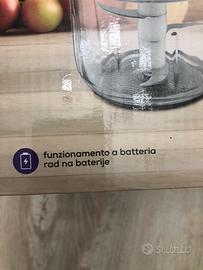 funzionamento a batteria
rad na baterije
subito